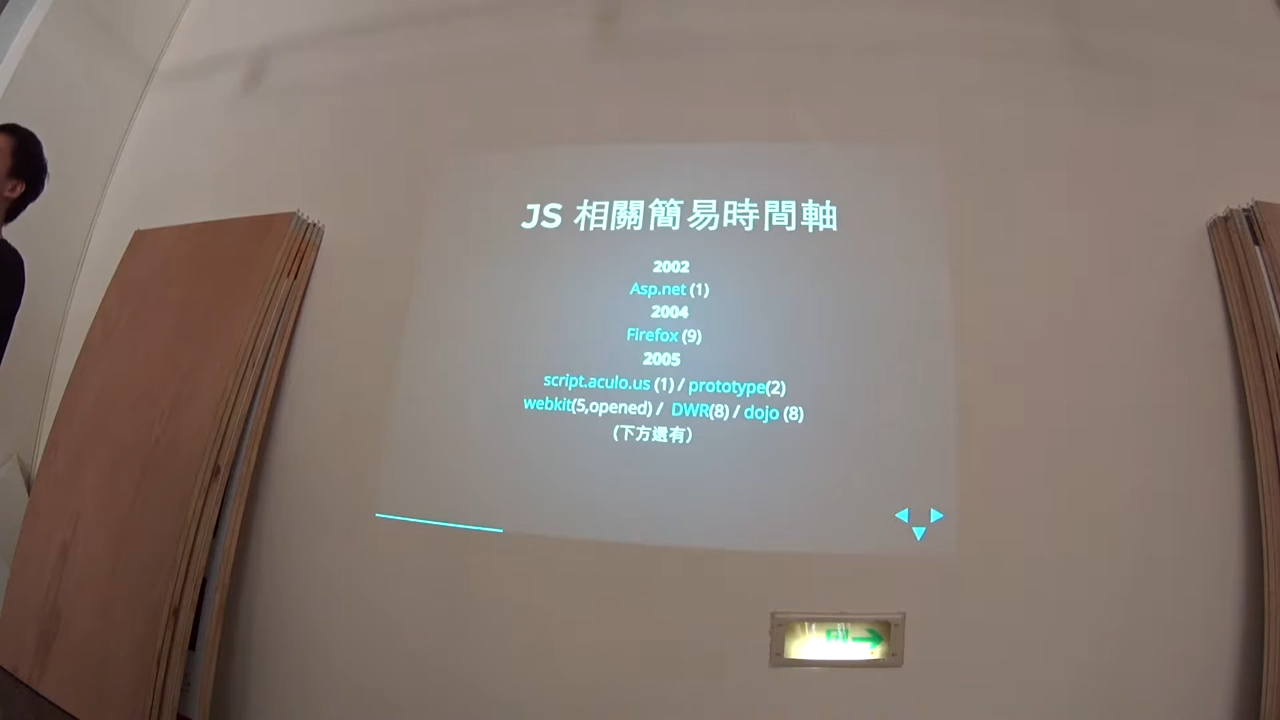 JS 相關簡易時間軸
2002
Asp.net (1)
2004
Firefox (9)
2005
script.aculo.us (1) / prototype(2)
webkit(5,opened) / DWR(8) / dojo (8)
(下方還有)